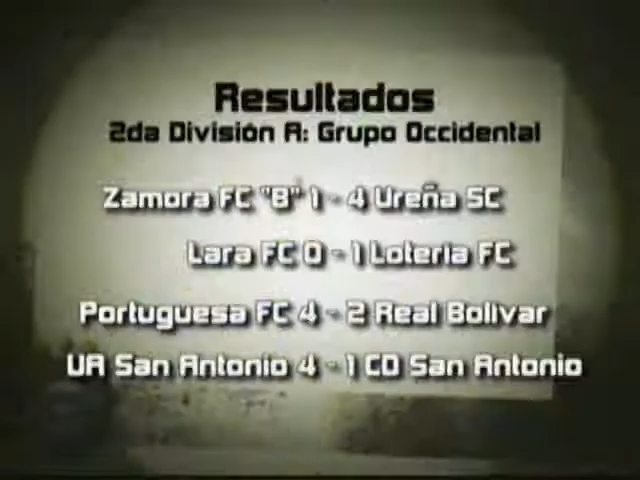 Resultados
2da División A: Grupo Occidental
Zamora FC "B" 1 - 4 Ureña SC
Lara FC 0 - 1 Loteria FC
Portuguesa FC 4 - 2 Real Bolivar
UA San Antonio 4 - 1 CD San Antonio